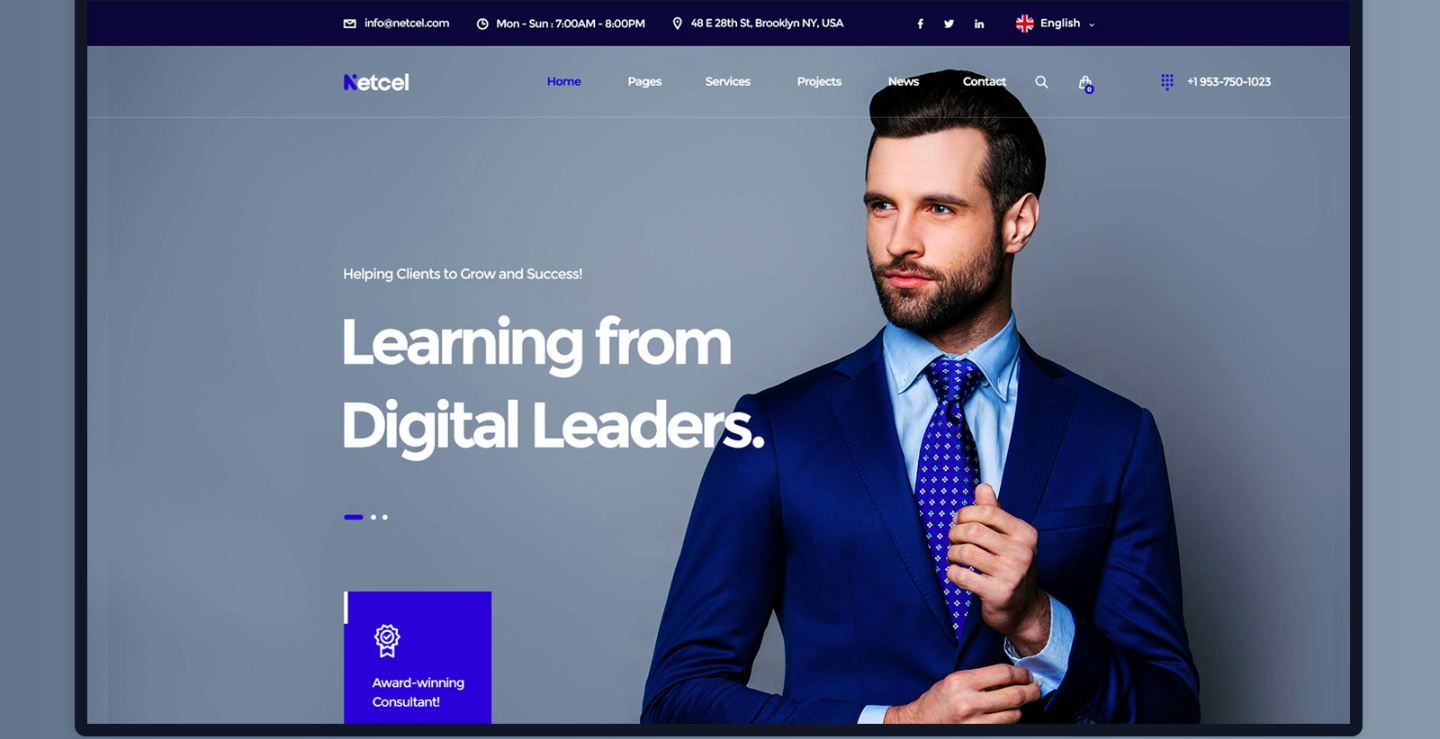 info@netcel.com
Mon - Sun : 7:00AM - 8:00PM
48 E 28th St, Brooklyn NY, USA
English
Netcel
Home
Pages
Services
Projects
News
Contact
0
+1 953-750-1023
Helping Clients to Grow and Success!
Learning from
Digital Leaders.
Award-winning
Consultant!